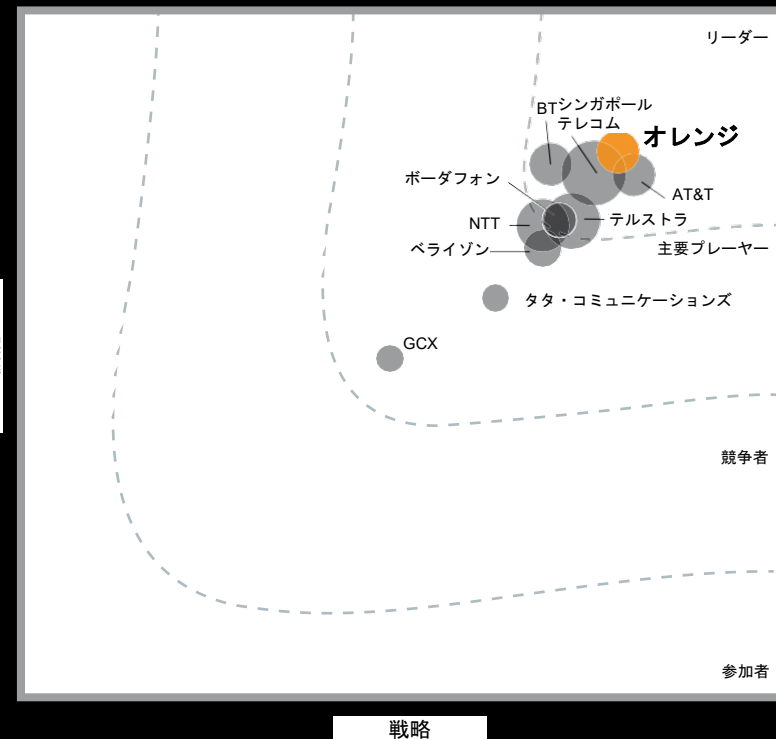 リーダー
BT
シンガポール
テレコム
オレンジ
ボーダフォン
AT&T
NTT
テルストラ
ベライゾン
主要プレーヤー
タタ・コミュニケーションズ
GCX
競争者
参加者
戦略